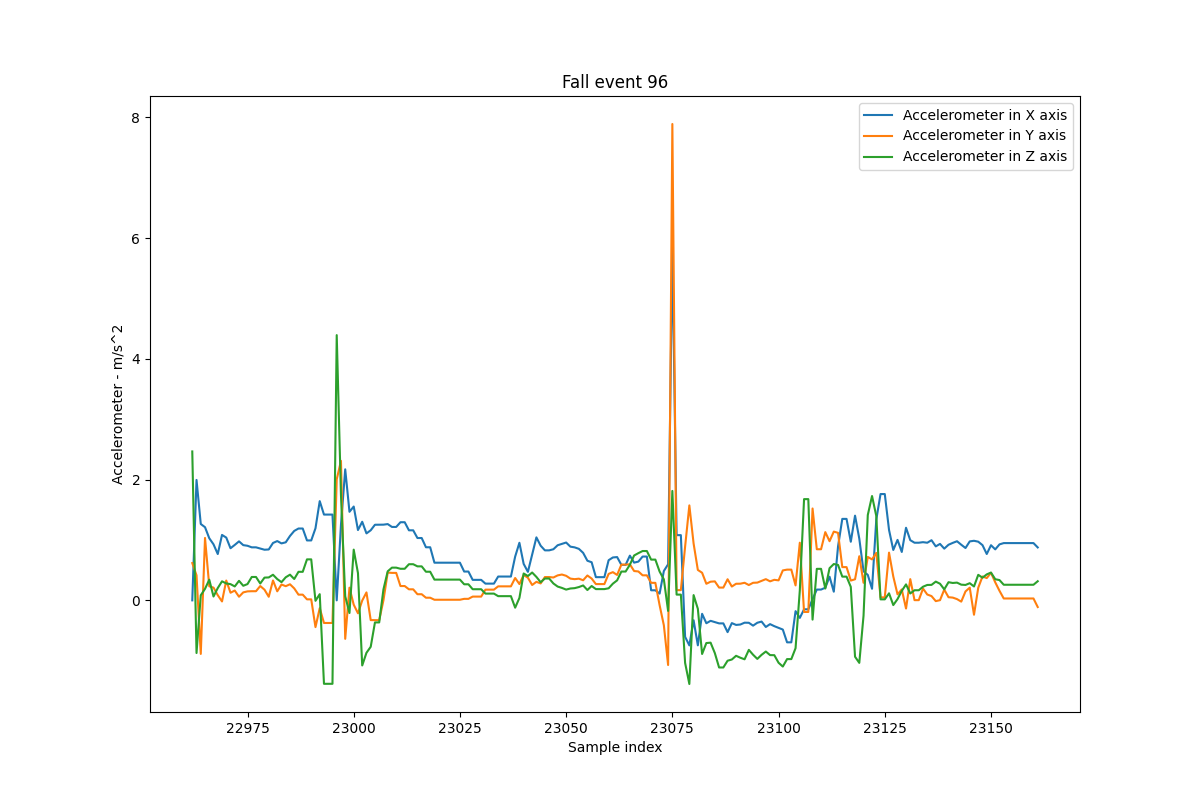 Fall event 96
Accelerometer in X axis
Accelerometer in Y axis
Accelerometer in Z axis
8
6
4
2
0
Accelerometer - m/s^2
22975 23000 23025 23050 23075 23100 23125 23150
Sample index